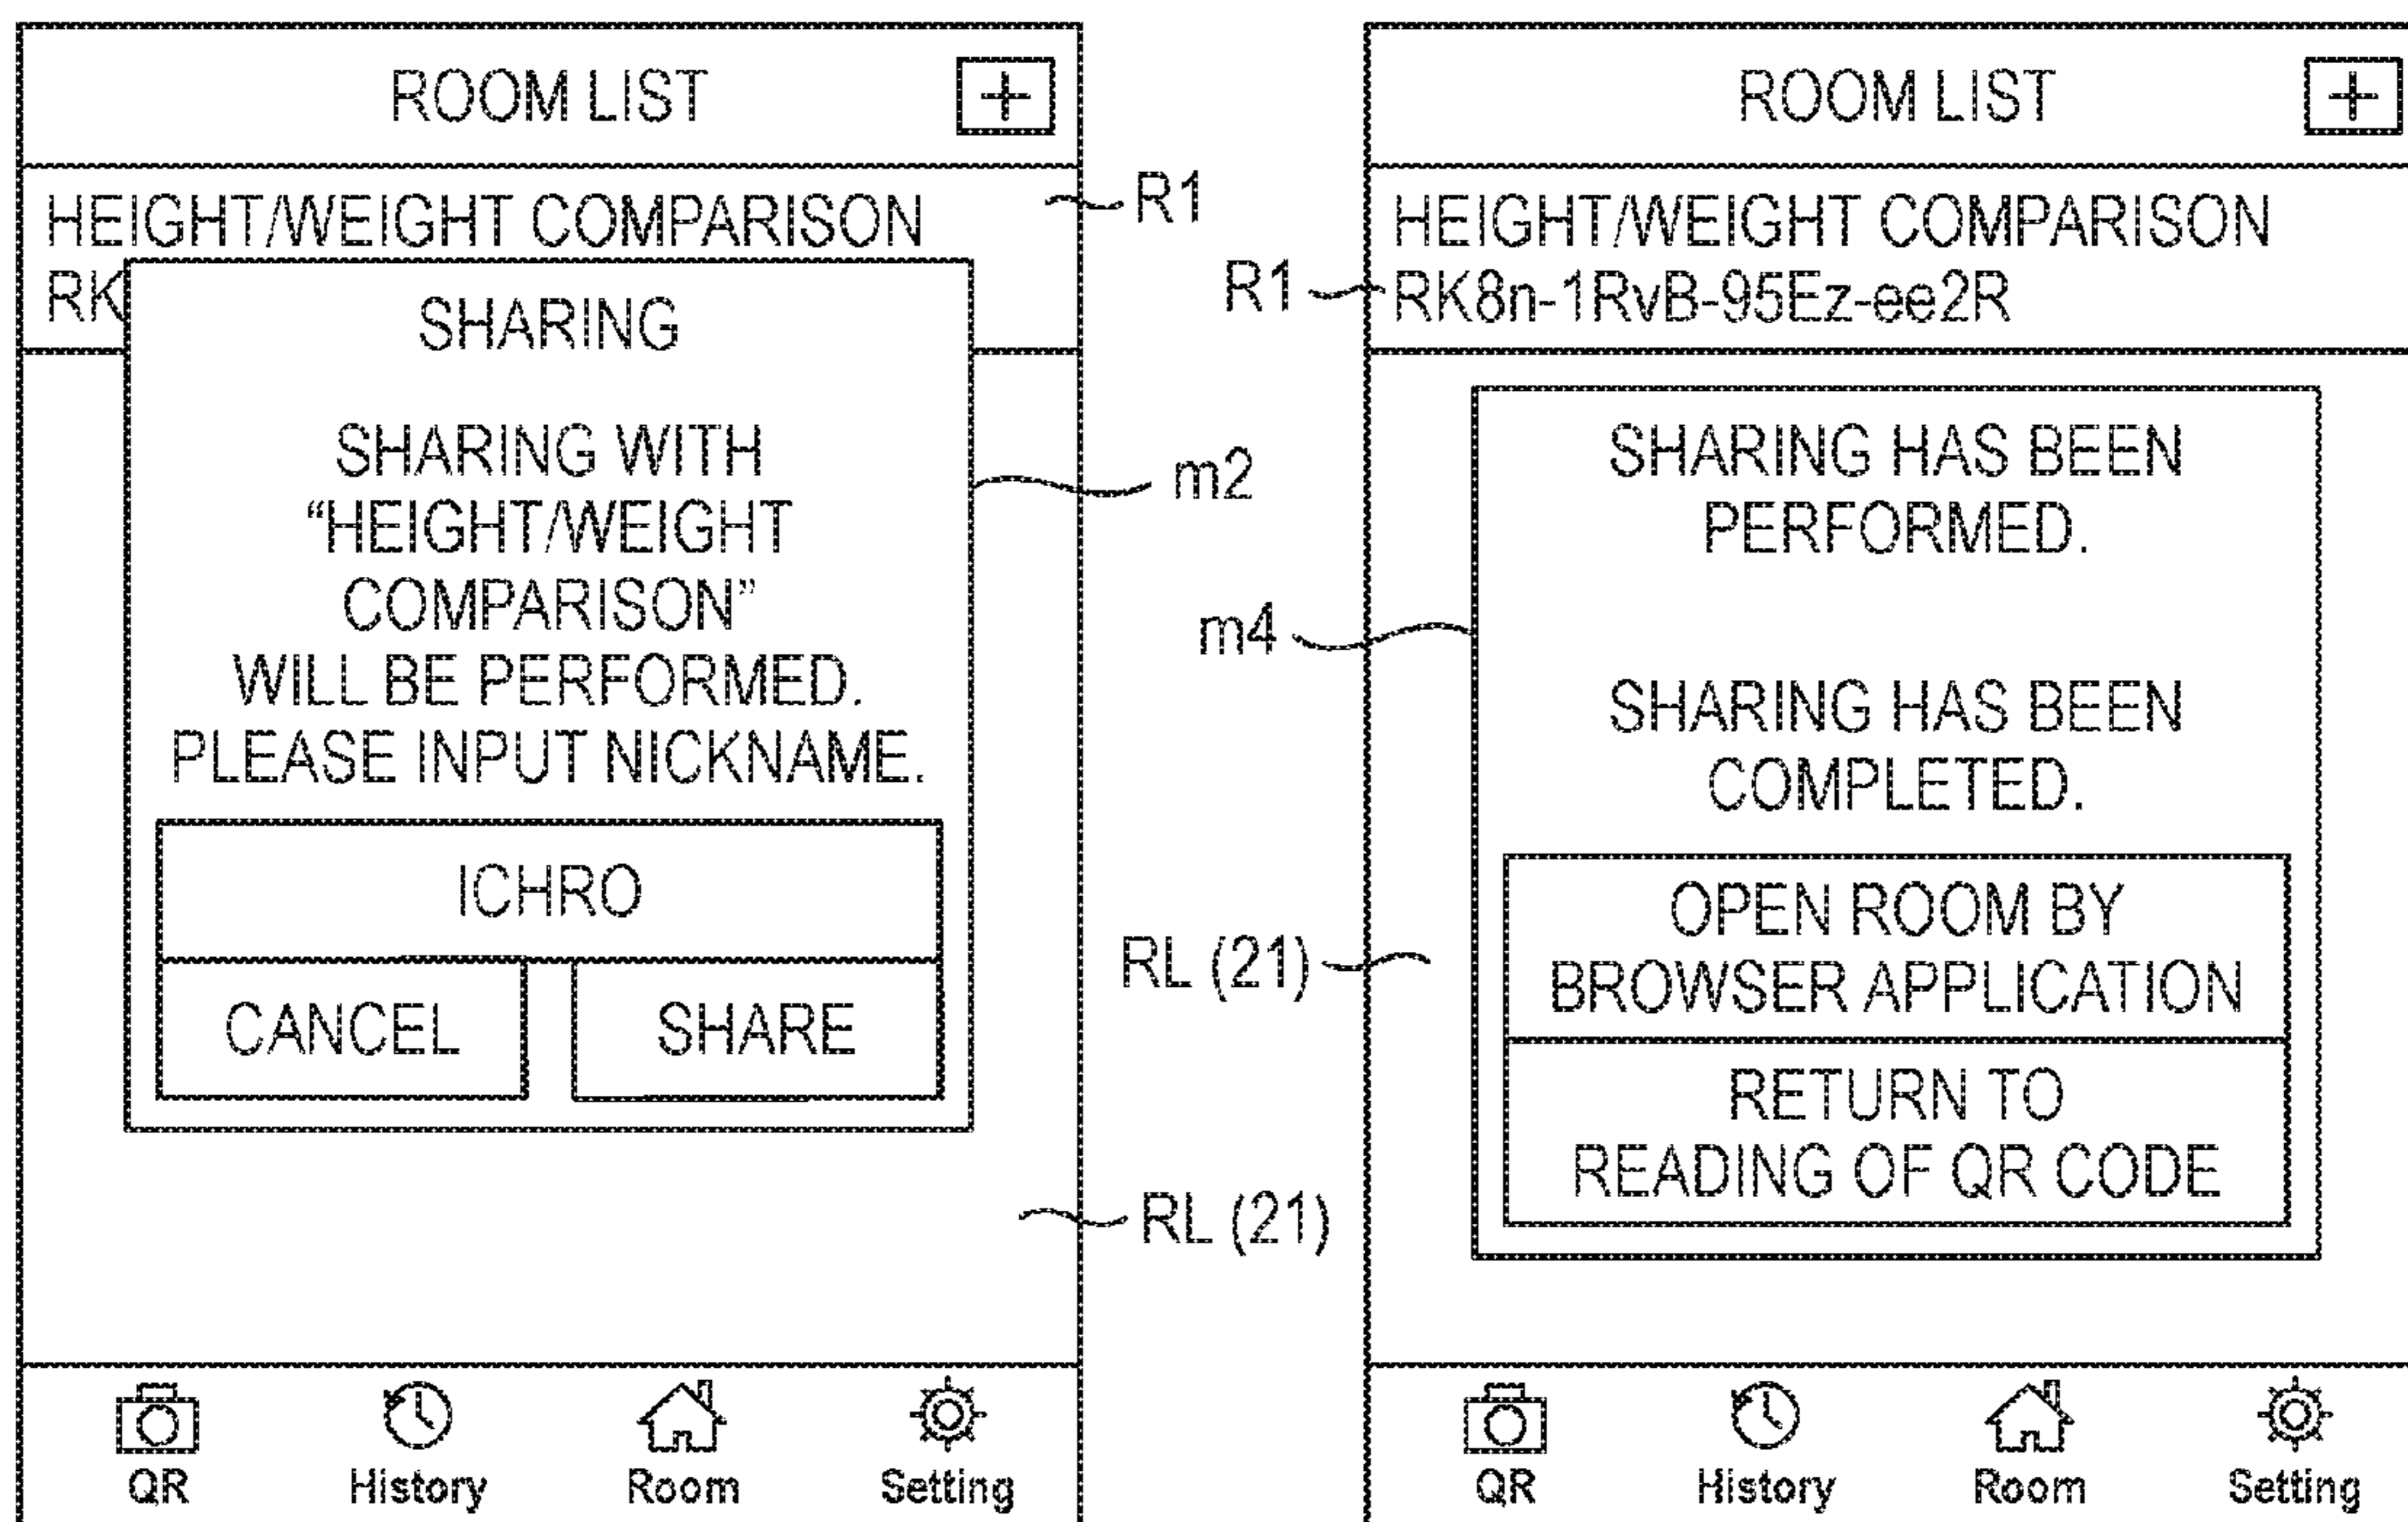 ROOM LIST +
HEIGHT/WEIGHT COMPARISON
RK
R1
SHARING
SHARING WITH
“HEIGHT/WEIGHT
COMPARISON”
WILL BE PERFORMED.
PLEASE INPUT NICKNAME.
m2
ICHRO
CANCEL SHARE
RL (21)
QR History Room Setting
ROOM LIST +
HEIGHT/WEIGHT COMPARISON
R1
RK8n-1RvB-95Ez-ee2R
SHARING HAS BEEN
PERFORMED.
m4
SHARING HAS BEEN
COMPLETED.
OPEN ROOM BY
RL (21)
BROWSER APPLICATION
RETURN TO
READING OF QR CODE
QR History Room Setting